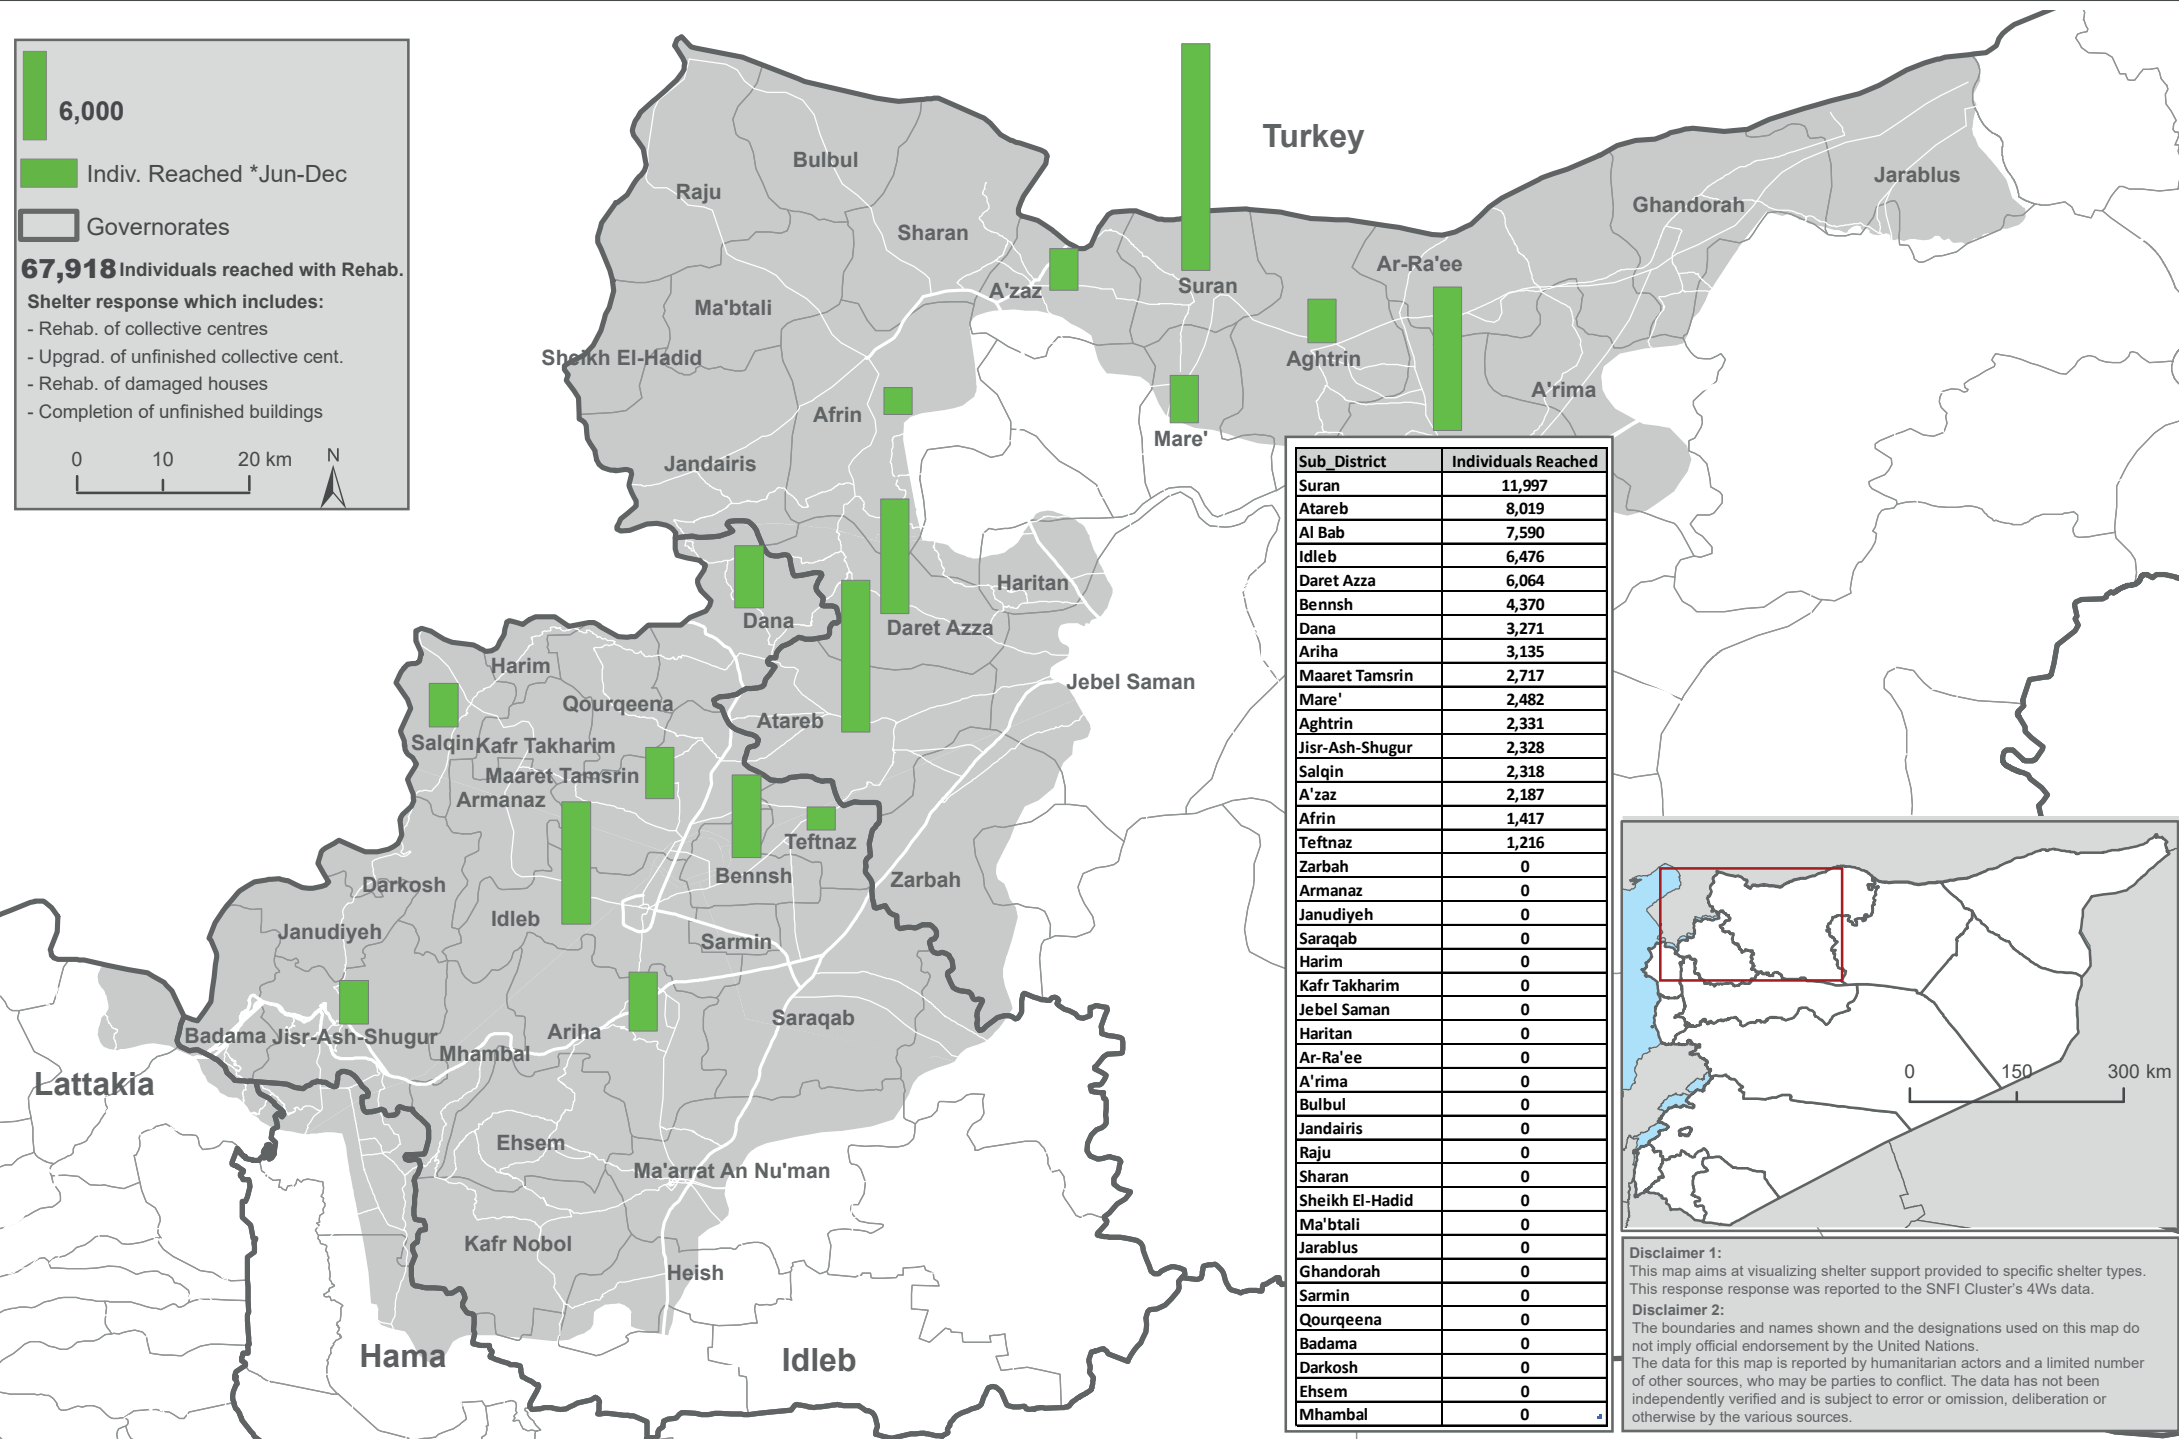 6,000
Indiv. Reached *Jun-Dec
Governorates
67,918 Individuals reached with Rehab.
Shelter response which includes:
- Rehab. of collective centres
- Upgrad. of unfinished collective cent.
- Rehab. of damaged houses
- Completion of unfinished buildings
0 10 20 km N
Turkey
Bulbul
Raju
Jarablus
Ghandorah
Sharan
Ar-Ra'ee
A'zaz
Suran
Ma'btali
Sheikh El-Hadid
Aghtrin
A'rima
Afrin
Mare'
Jandairis
Haritan
Dana
Daret Azza
Harim
Jebel Saman
Qourqeena
Atareb
Salqin
Kafr Takharim
Maaret Tamsrin
Armanaz
Teftnaz
Bennsh
Zarbah
Darkosh
Idleb
Janudiyeh
Sarmin
Saraqab
Ariha
Badama
Jisr-Ash-Shugur
Mhambal
Lattakia
Ehsem
Ma'arrat An Nu'man
Kafr Nobol
Heish
Hama
Idleb
Sub_District Individuals Reached
Suran 11,997
Atareb 8,019
Al Bab 7,590
Idleb 6,476
Daret Azza 6,064
Bennsh 4,370
Dana 3,271
Ariha 3,135
Maaret Tamsrin 2,717
Mare' 2,482
Aghtrin 2,331
Jisr-Ash-Shugur 2,328
Salqin 2,318
A'zaz 2,187
Afrin 1,417
Teftnaz 1,216
Zarbah 0
Armanaz 0
Janudiyeh 0
Saraqab 0
Harim 0
Kafr Takharim 0
Jebel Saman 0
Haritan 0
Ar-Ra'ee 0
A'rima 0
Bulbul 0
Jandairis 0
Raju 0
Sharan 0
Sheikh El-Hadid 0
Ma'btali 0
Jarablus 0
Ghandorah 0
Sarmin 0
Qourqeena 0
Badama 0
Darkosh 0
Ehsem 0
Mhambal 0
0 150 300 km
Disclaimer 1:
This map aims at visualizing shelter support provided to specific shelter types.
This response response was reported to the SNFI Cluster's 4Ws data.
Disclaimer 2:
The boundaries and names shown and the designations used on this map do
not imply official endorsement by the United Nations.
The data for this map is reported by humanitarian actors and a limited number
of other sources, who may be parties to conflict. The data has not been
independently verified and is subject to error or omission, deliberation or
otherwise by the various sources.